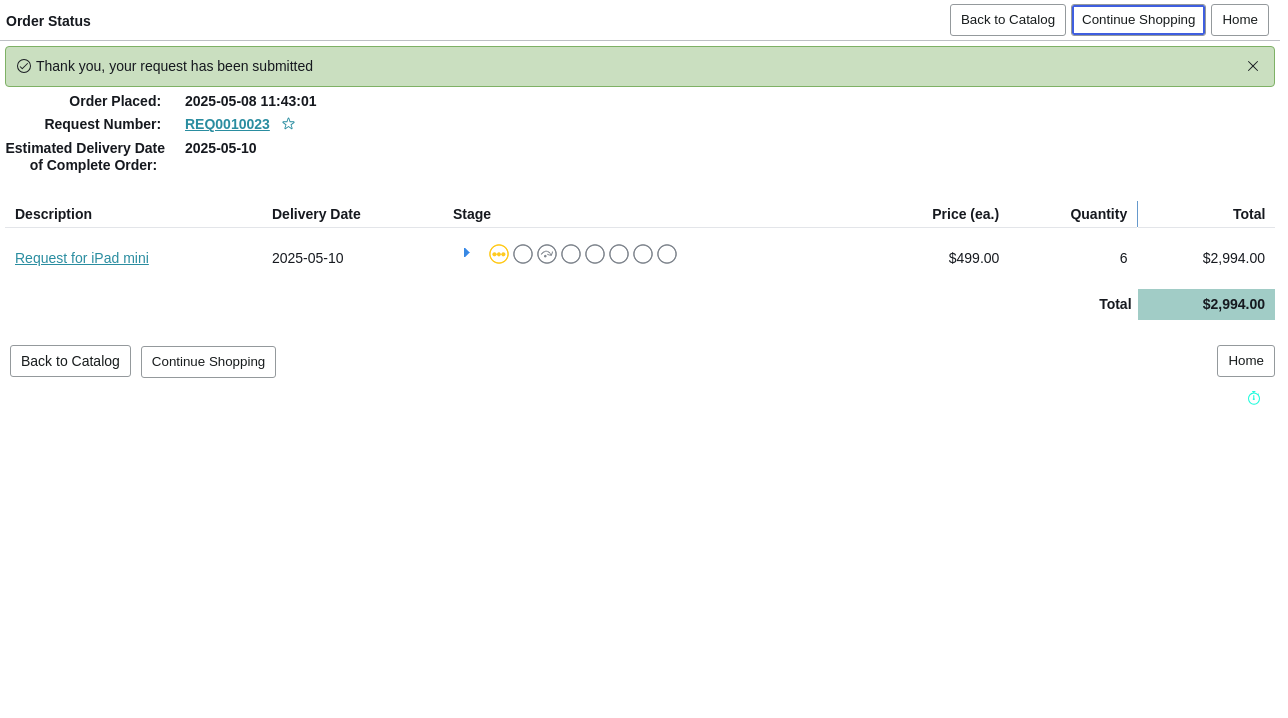 Order Status
Back to Catalog
Continue Shopping
Home
Thank you, your request has been submitted
Order Placed: 2025-05-08 11:43:01
Request Number: REQ0010023
Estimated Delivery Date 2025-05-10
of Complete Order:
Description Delivery Date Stage Price (ea.) Quantity Total
Request for iPad mini 2025-05-10 $499.00 6 $2,994.00
Total $2,994.00
Back to Catalog
Continue Shopping
Home